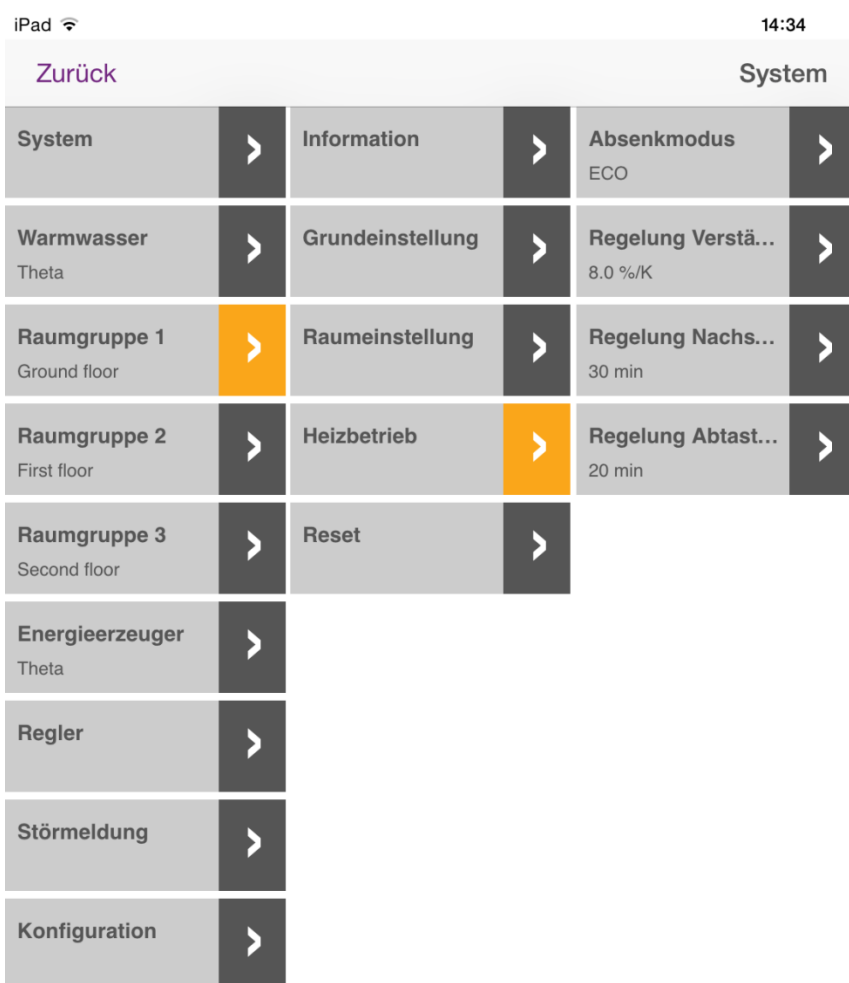 iPad 14:34
Zurück System
System
Warmwasser
Theta
Raumgruppe 1
Ground floor
Raumgruppe 2
First floor
Raumgruppe 3
Second floor
Energieerzeuger
Theta
Regler
Störmeldung
Konfiguration
Information
Grundeinstellung
Raumeinstellung
Heizbetrieb
Reset
Absenkmodus
ECO
Regelung Verstä...
8.0 %/K
Regelung Nachs...
30 min
Regelung Abtast...
20 min